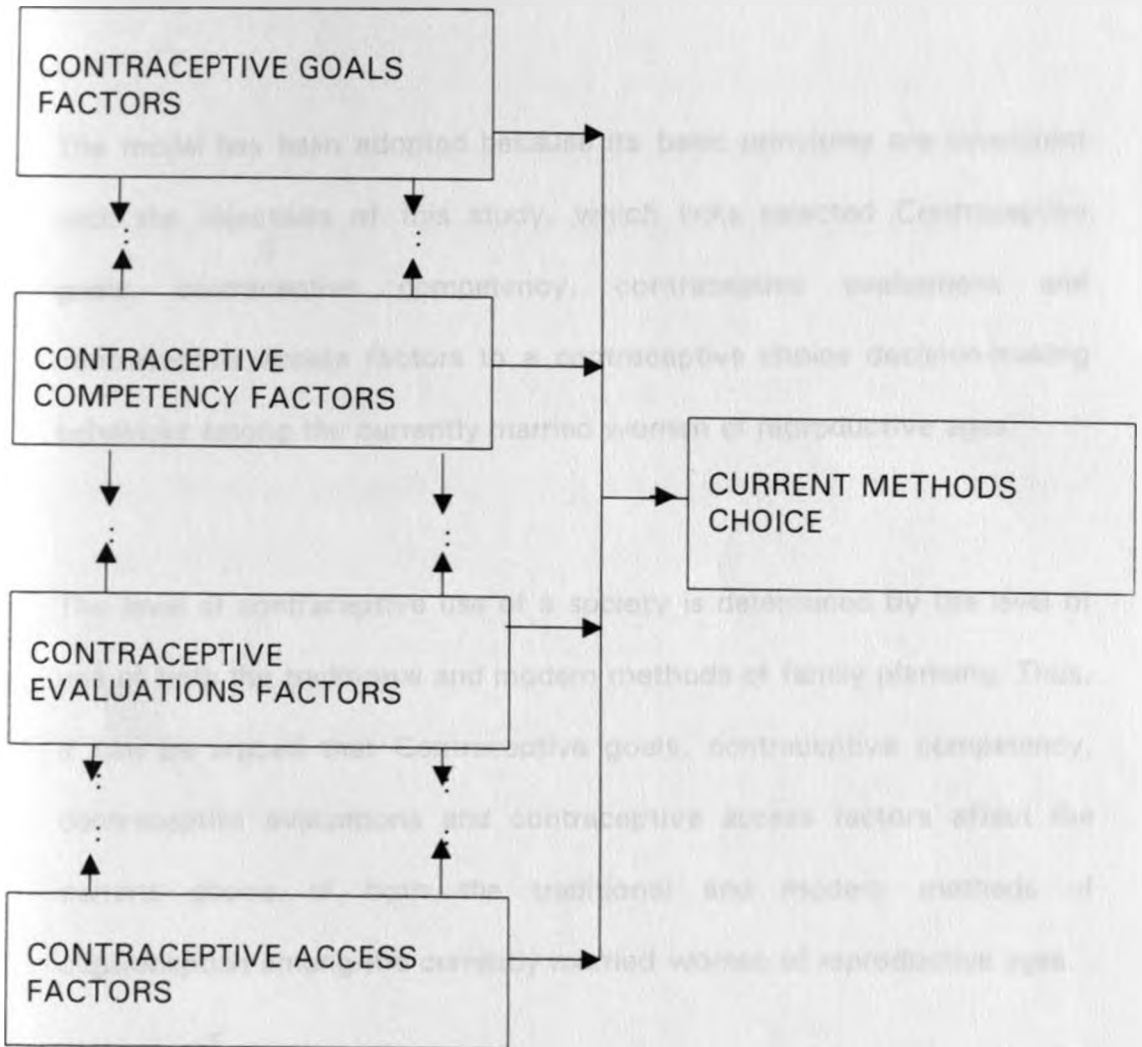 CONTRACEPTIVE GOALS
FACTORS
The model has been adopted because its basic are
with the objectives of this study, which links selected Contraceptive
goals, contraceptive competency, contraceptive evaluations and
access factors to a contraceptive choice decision-making
CONTRACEPTIVE
COMPETENCY FACTORS
behaviour among the currently married women of reproductive ages.
CURRENT METHODS
CHOICE
The level of contraceptive use of a society is determined by the level of
use of both the traditional and modern methods of family planning. Thus,
CONTRACEPTIVE
EVALUATIONS FACTORS
it can be argued that Contraceptive goals, contraceptive competency,
contraceptive evaluations and contraceptive access factors affect the
current choice of both the traditional and modern methods of
CONTRACEPTIVE ACCESS
FACTORS
among the currently married women of reproductive ages.